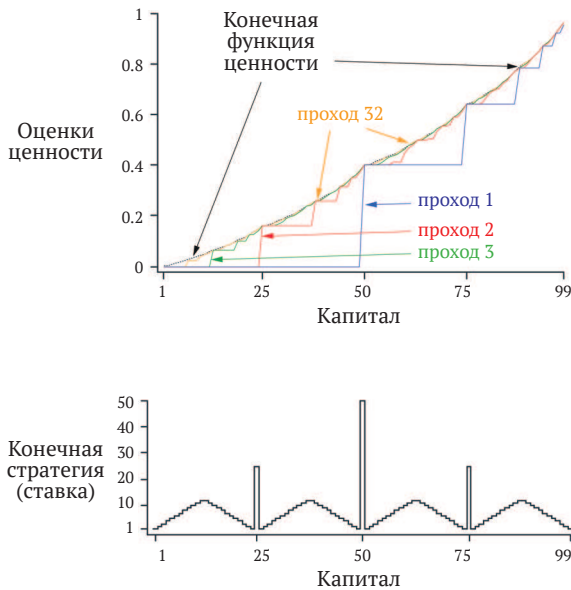 1
Конечная
функция
ценности
0.8
0.6
проход 32
Оценки
ценности
0.4
проход 1
0.2
проход 2
проход 3
0
1 25 50 75 99
Капитал
50
40
30
20
10
1
Конечная
стратегия
(ставка)
1 25 50 75 99
Капитал